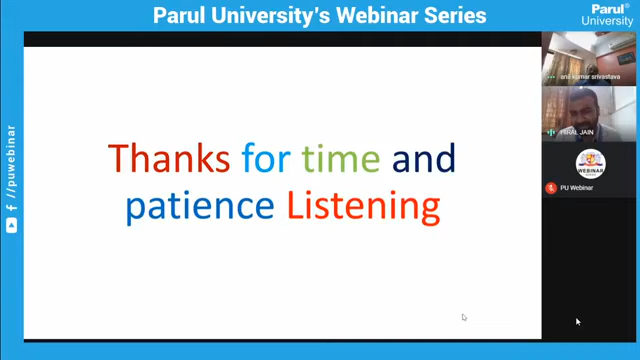 Parul University's Webinar Series
Parul®
University
anil kumar srivastava
HIRAL JAIN
WEBINAR
PU Webinar
//puwebinar
Thanks for time and
patience Listening